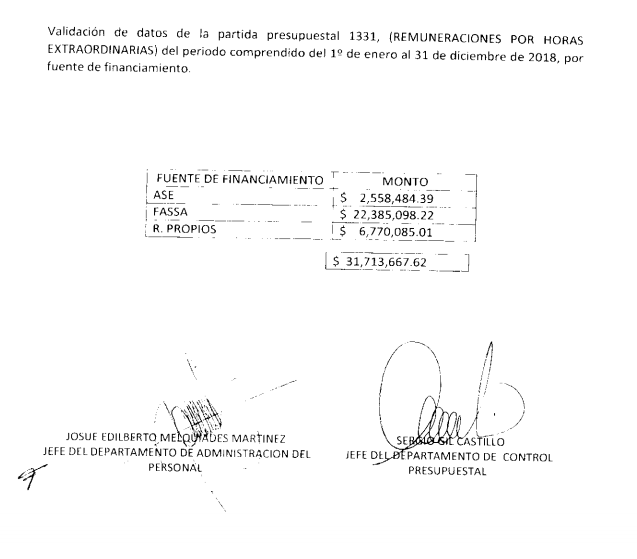 Validación de datos de la partida presupuestal 1331, (REMUNERACIONES POR HORAS
EXTRAORDINARIAS) del periodo comprendido del 1º de enero al 31 de diciembre de 2018, por
fuente de financiamiento.
FUENTE DE FINANCIAMIENTO MONTO
ASE $ 2,558,484.39
FASSA $ 22,385,098.22
R. PROPIOS $ 6,770,085.01
$ 31,713,667.62
JOSUE EDILBERTO MELQUIADES MARTINEZ
JEFE DEL DEPARTAMENTO DE ADMINISTRACION DEL
PERSONAL
SERGIO GIL CASTILLO
JEFE DEL DEPARTAMENTO DE CONTROL
PRESUPUESTAL